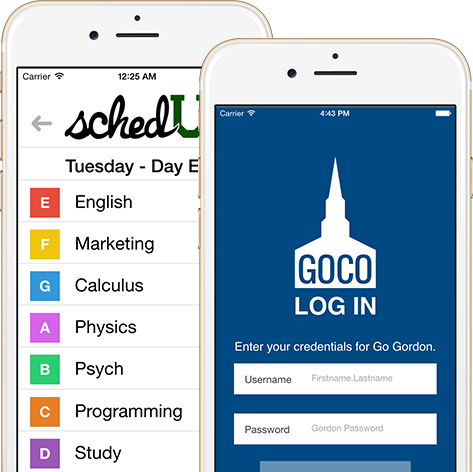 Carrier 12:25 AM
schedU
Tuesday - Day E
E English
F Marketing
G Calculus
A Physics
B Psych
C Programming
D Study
Carrier 4:43 PM
GOCO
LOG IN
Enter your credentials for Go Gordon.
Username Firstname.Lastname
Password Gordon Password